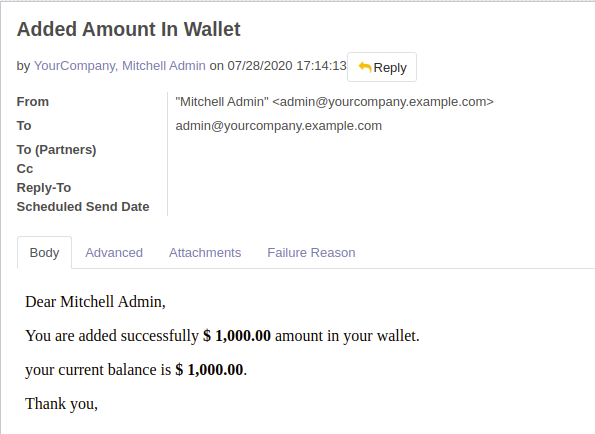 Added Amount In Wallet
by YourCompany, Mitchell Admin on 07/28/2020 17:14:13 Reply
From "Mitchell Admin" <admin@yourcompany.example.com>
To admin@yourcompany.example.com
To (Partners)
Cc
Reply-To
Scheduled Send Date
Body Advanced Attachments Failure Reason
Dear Mitchell Admin,
You are added successfully $ 1,000.00 amount in your wallet.
your current balance is $ 1,000.00.
Thank you,